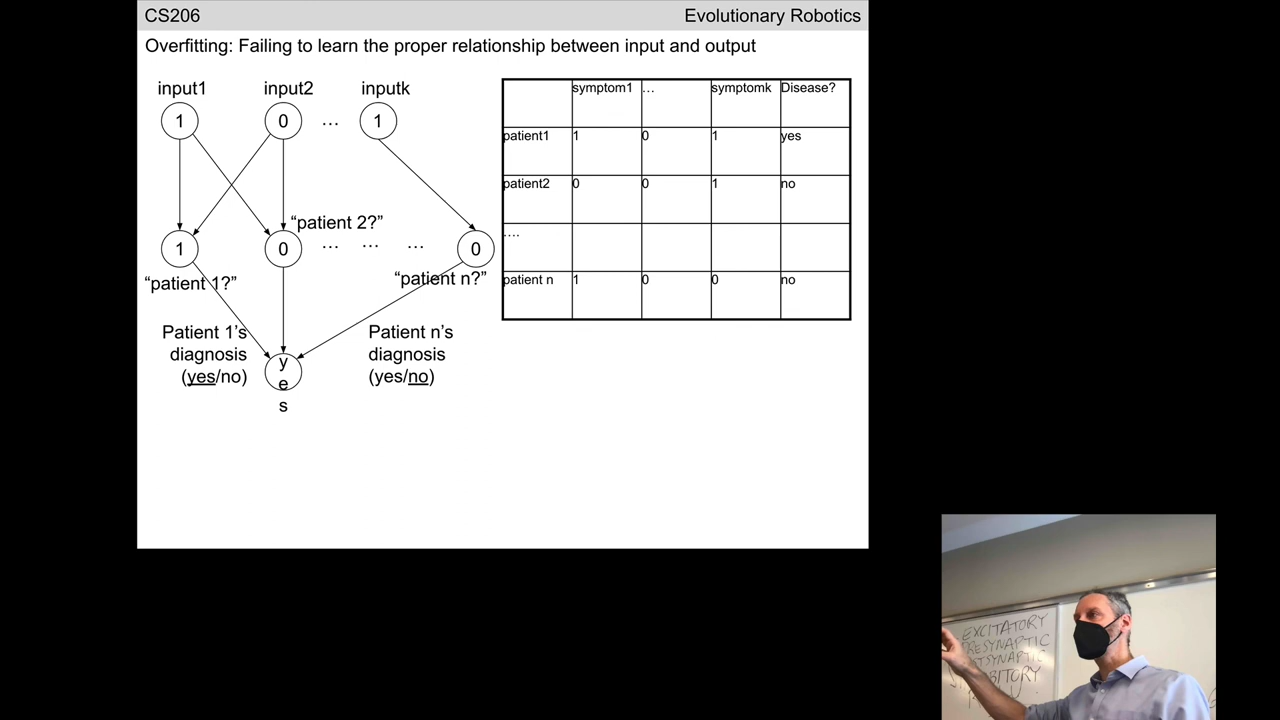 CS206 Evolutionary Robotics
Overfitting: Failing to learn the proper relationship between input and output
input1 input2 inputk
1 0 … 1
“patient 2?”
1 0 … … … 0
“patient 1?” “patient n?”
Patient 1’s
diagnosis
(yes/no)
Patient n’s
diagnosis
(yes/no)
y
e
s
symptom1 … symptomk Disease?
patient1 1 0 1 yes
patient2 0 0 1 no
….
patient n 1 0 0 no
EXCITATORY
PRESYNAPTIC